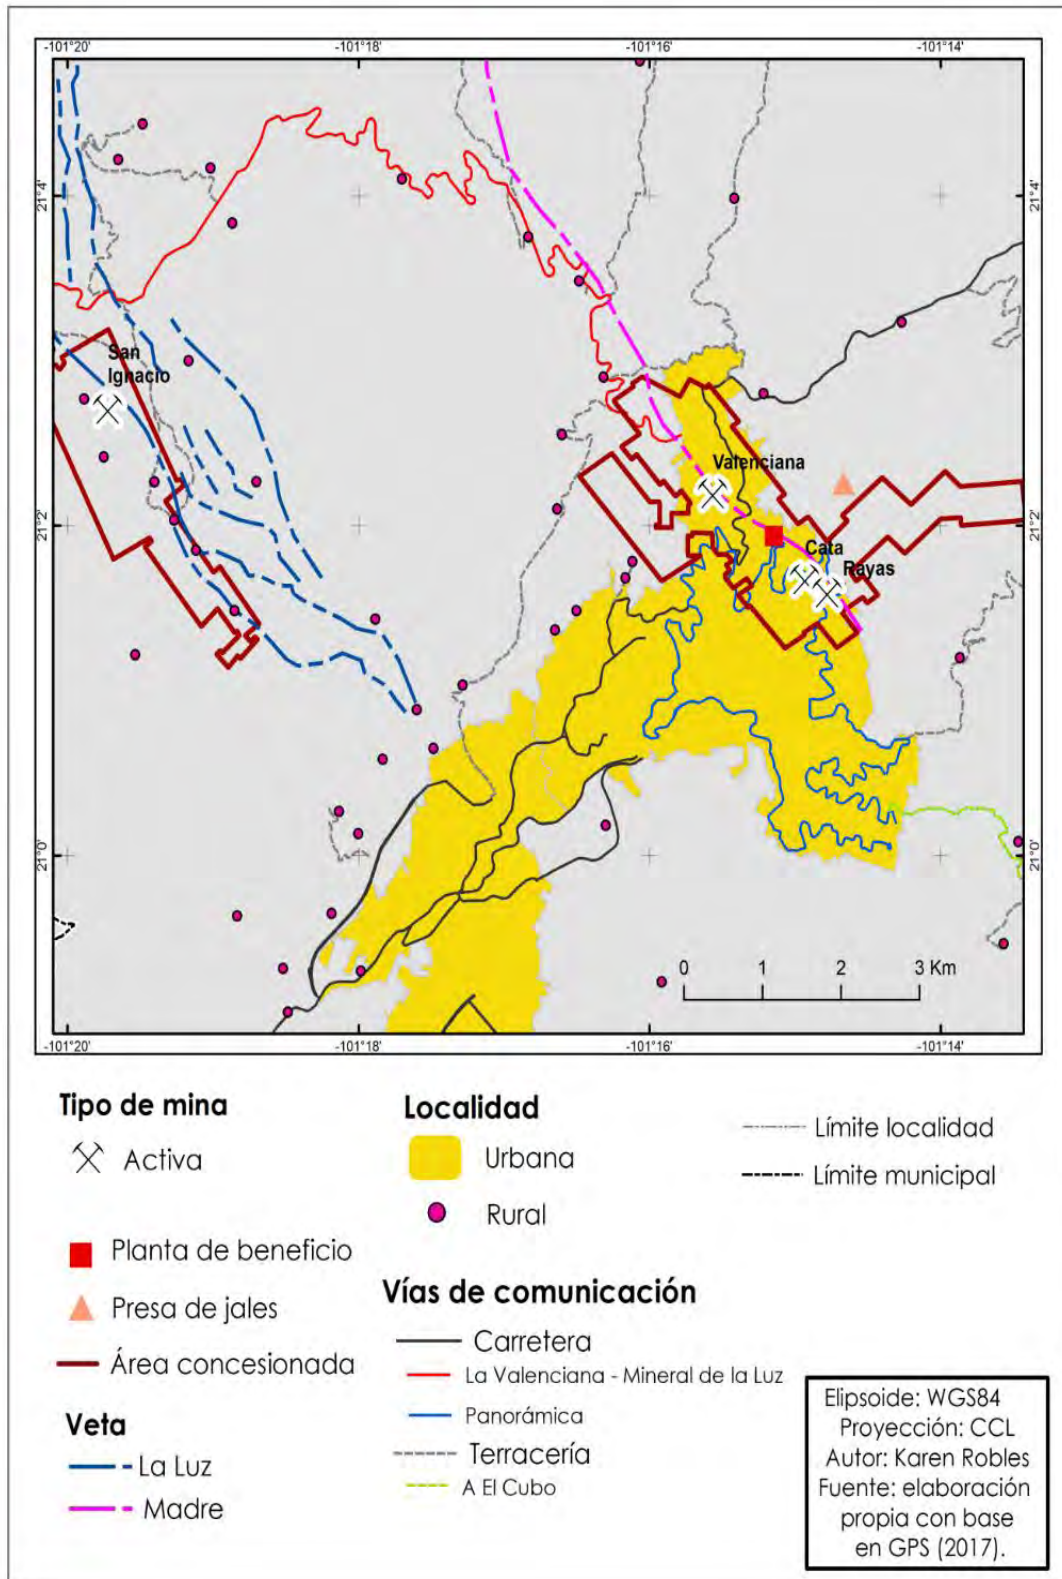 -101°20'
-101°18'
-101°16'
-101°14'
21°4'
21°4'
San
Ignacio
Valenciana
21°2'
21°2'
Cata
Rayas
21°0'
21°0'
0 1 2 3 Km
-101°20'
-101°18'
-101°16'
-101°14'
Tipo de mina
Activa
Planta de beneficio
Presa de jales
Área concesionada
Veta
La Luz
Madre
Localidad
Urbana
Rural
Vías de comunicación
Carretera
La Valenciana - Mineral de la Luz
Panorámica
Terracería
A El Cubo
Límite localidad
Límite municipal
Elipsoide: WGS84
Proyección: CCL
Autor: Karen Robles
Fuente: elaboración
propia con base
en GPS (2017).